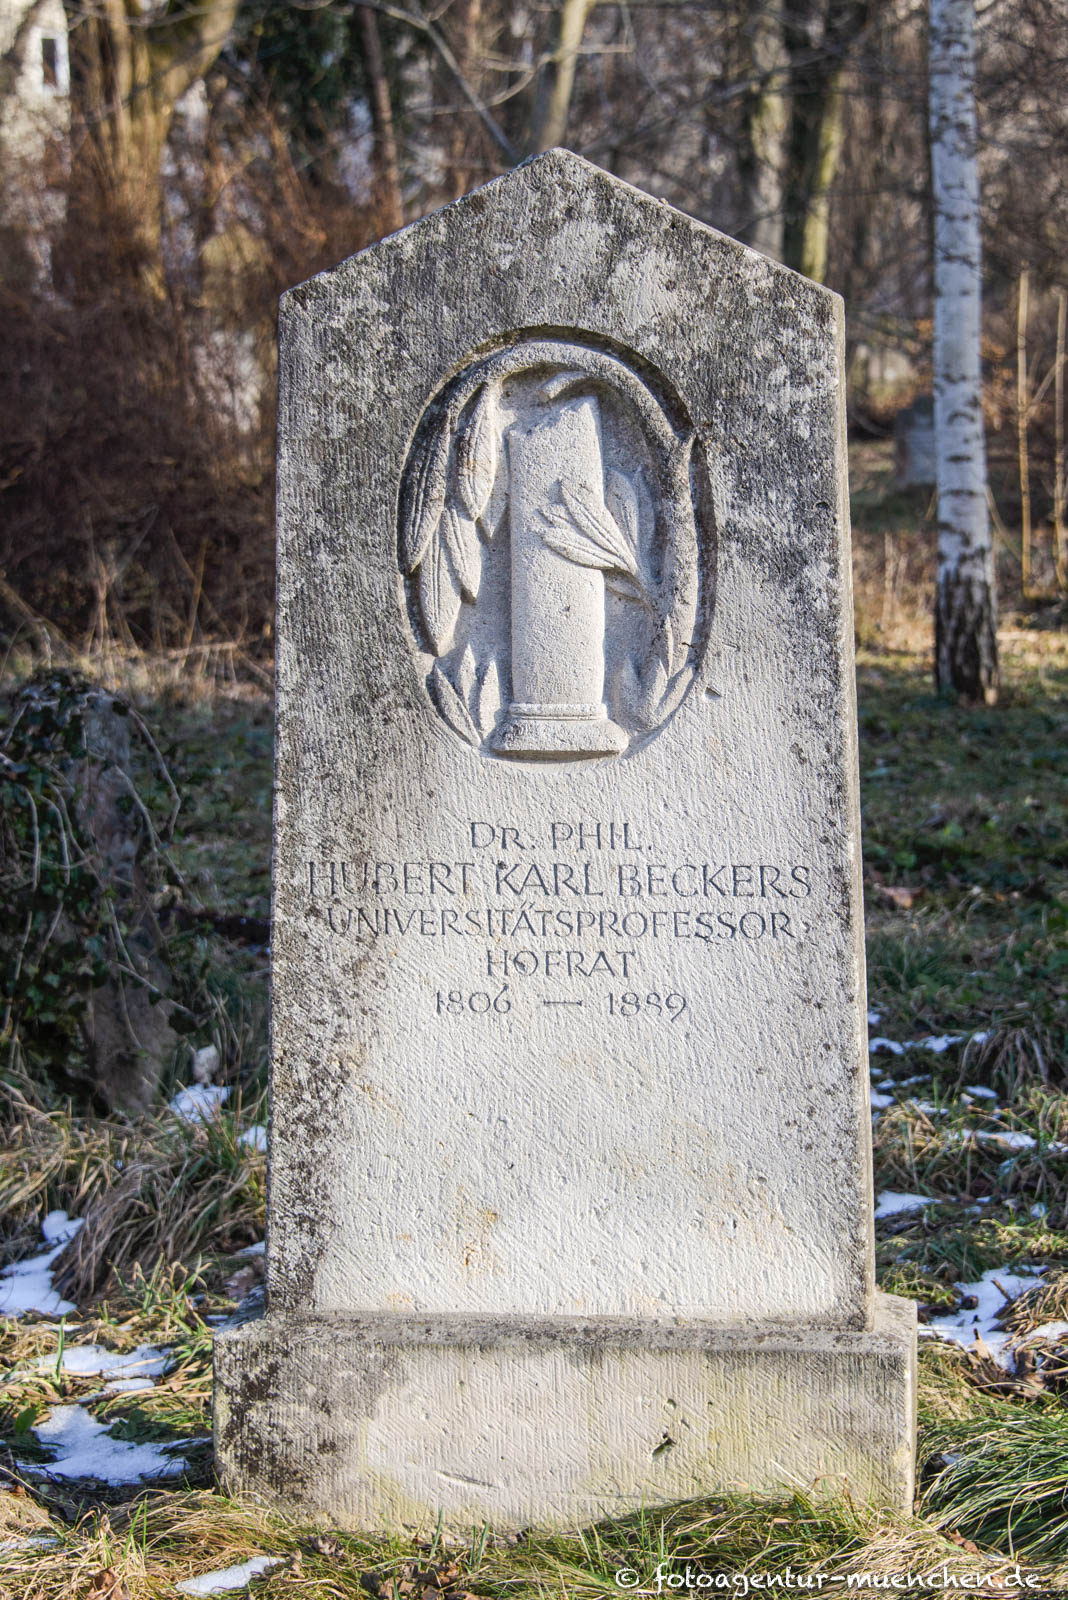 DR. PHIL.
HUBERT KARL BECKERS
UNIVERSITÄTSPROFESSOR
HOFRAT
1806 — 1889
© fotoagentur-muenchen.de